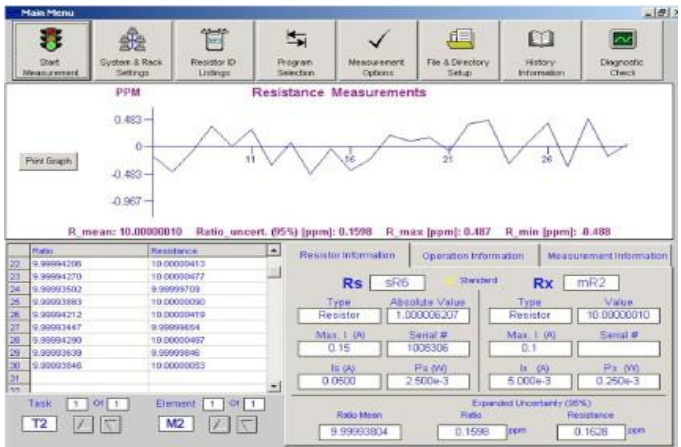 Main Menu
Start Measurement
System & Rack Settings
Resistor ID Listings
Program Selection
Measurement Options
File & Directory Setup
History Information
Diagnostic Check
PPM Resistance Measurements
0.483
0
-0.483
-0.967
11 16 21 26
Print Graph
R_mean: 10.00000010 Ratio_uncert. (95%) [ppm]: 0.1598 R_max [ppm]: 0.487 R_min [ppm]: -0.488
Ratio Resistance
22 9.99994206 10.00000413
23 9.99994270 10.00000477
24 9.99993502 9.99999709
25 9.99993883 10.00000090
26 9.99994212 10.00000419
27 9.99993447 9.99999654
28 9.99994290 10.00000497
29 9.99993639 9.99999846
30 9.99993846 10.00000053
31
Task 1 Of 1 Element 1 Of 1
T2 M2
Resistor Information Operation Information Measurement Information
Rs sR6 Standard Rx mR2
Type Absolute Value Type Value
Resistor 1.000006207 Resistor 10.00000010
Max. I (A) Serial # Max. I (A) Serial #
0.15 1006306 0.1
Is (A) Ps (W) Ix (A) Px (W)
0.0500 2.500e-3 5.000e-3 0.250e-3
Expanded Uncertainty (95%)
Ratio Mean Ratio Resistance
9.99993804 0.1598 ppm 0.1628 ppm